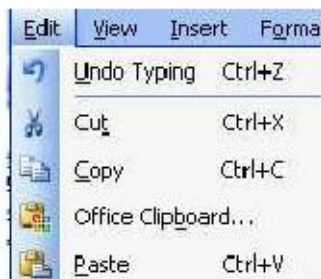 Edit View Insert Forma
Undo Typing Ctrl+Z
Cut Ctrl+X
Copy Ctrl+C
Office Clipboard...
Paste Ctrl+V